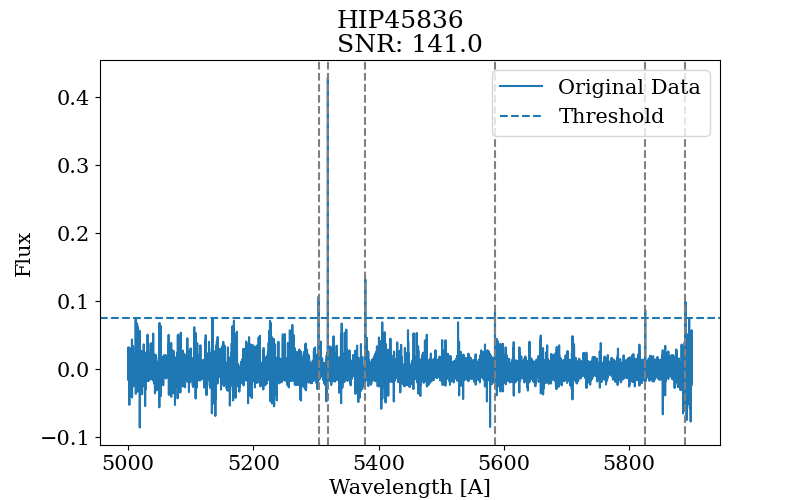 HIP45836
SNR: 141.0
Original Data
Threshold
Flux
0.4
0.3
0.2
0.1
0.0
−0.1
5000 5200 5400 5600 5800
Wavelength [A]